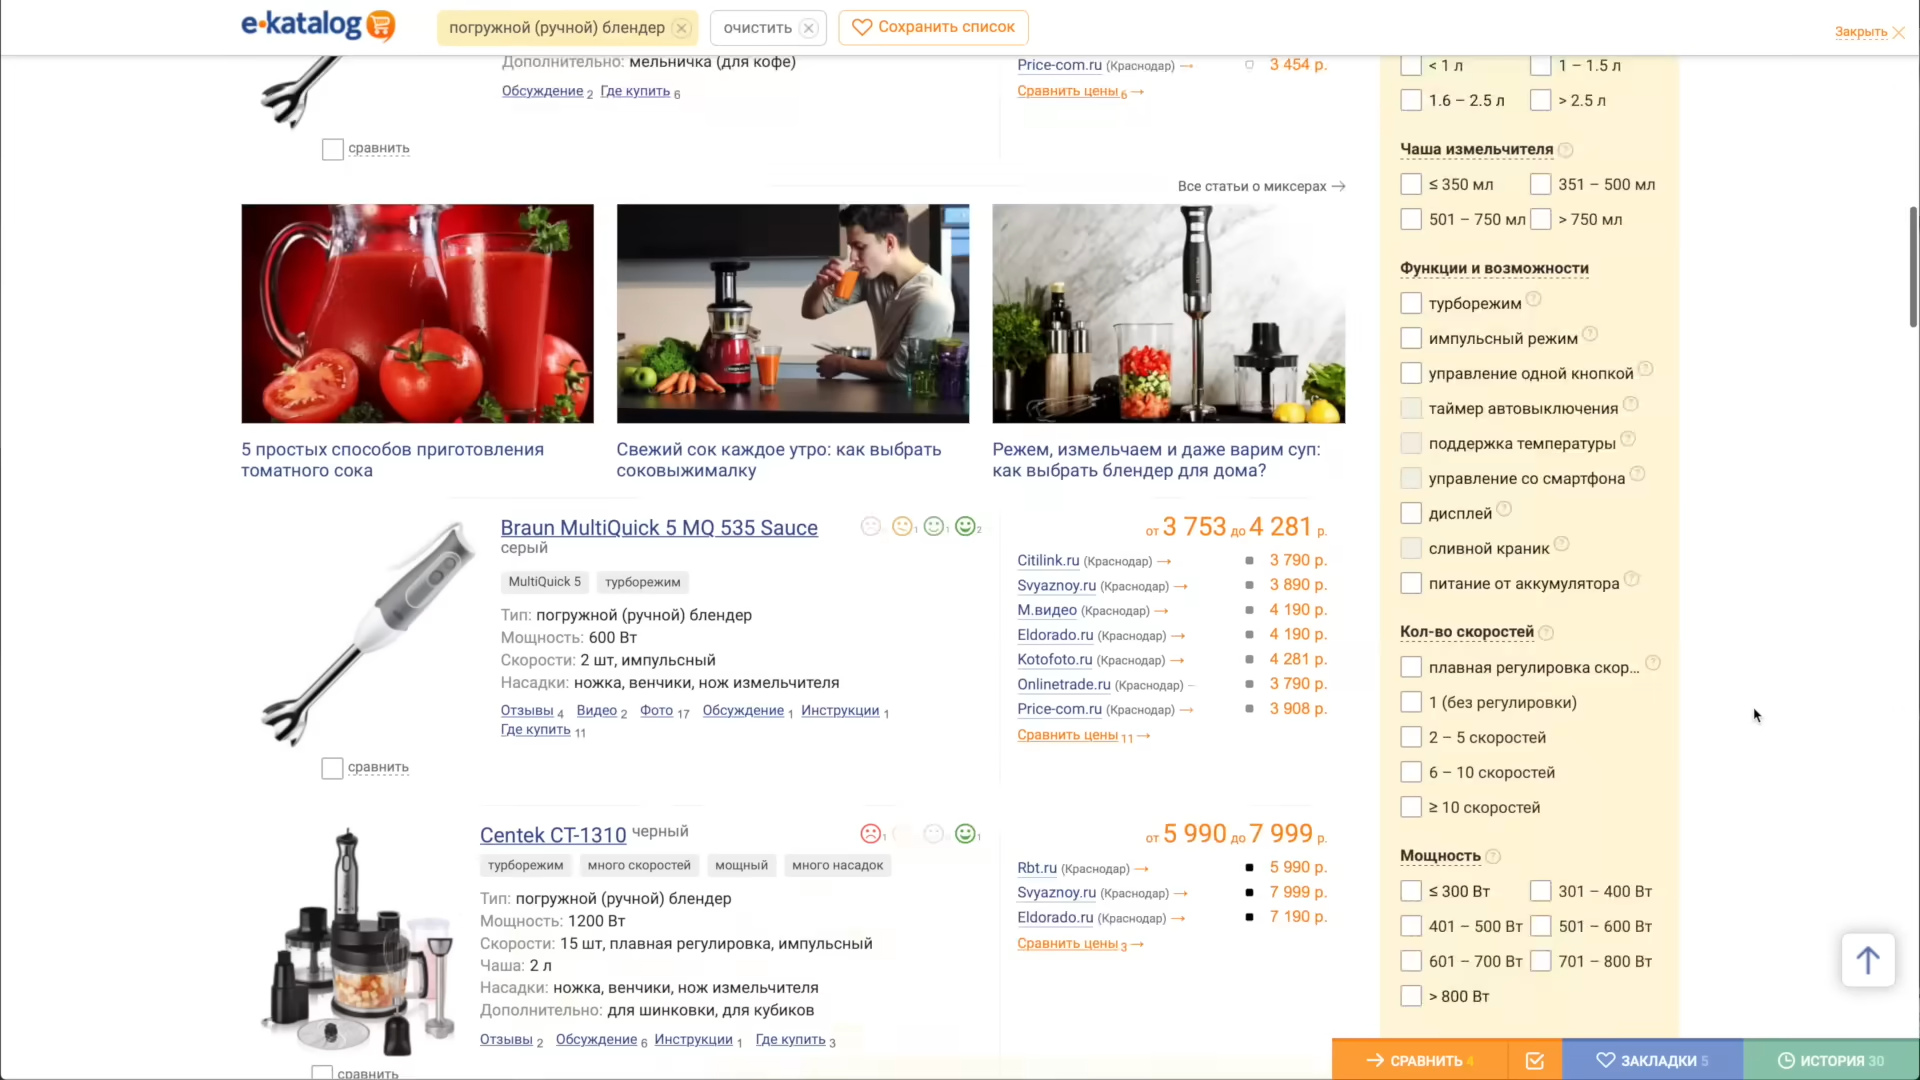 e-katalog
погружной (ручной) блендер
очистить
Сохранить список
Закрыть
Дополнительно: мельничка (для кофе)
Обсуждение 2 Где купить 6
сравнить
Price-com.ru (Краснодар) → 3 454 р.
Сравнить цены 6 →
Все статьи о миксерах →
5 простых способов приготовления
томатного сока
Свежий сок каждое утро: как выбрать
соковыжималку
Режем, измельчаем и даже варим суп:
как выбрать блендер для дома?
Braun MultiQuick 5 MQ 535 Sauce
серый
1 1 2
MultiQuick 5 турборежим
Тип: погружной (ручной) блендер
Мощность: 600 Вт
Скорости: 2 шт, импульсный
Насадки: ножка, венчики, нож измельчителя
Отзывы 4 Видео 2 Фото 17 Обсуждение 1 Инструкции 1
Где купить 11
сравнить
от 3 753 до 4 281 р.
Citilink.ru (Краснодар) → 3 790 р.
Svyaznoy.ru (Краснодар) → 3 890 р.
М.видео (Краснодар) → 4 190 р.
Eldorado.ru (Краснодар) → 4 190 р.
Kotofoto.ru (Краснодар) → 4 281 р.
Onlinetrade.ru (Краснодар) 3 790 р.
Price-com.ru (Краснодар) → 3 908 р.
Сравнить цены 11 →
Centek CT-1310 черный
1 1
турборежим много скоростей мощный много насадок
Тип: погружной (ручной) блендер
Мощность: 1200 Вт
Скорости: 15 шт, плавная регулировка, импульсный
Чаша: 2 л
Насадки: ножка, венчики, нож измельчителя
Дополнительно: для шинковки, для кубиков
Отзывы 2 Обсуждение 6 Инструкции 1 Где купить 3
сравнить
от 5 990 до 7 999 р.
Rbt.ru (Краснодар) → 5 990 р.
Svyaznoy.ru (Краснодар) → 7 999 р.
Eldorado.ru (Краснодар) → 7 190 р.
Сравнить цены 3 →
< 1 л 1 – 1.5 л
1.6 – 2.5 л > 2.5 л
Чаша измельчителя ?
≤ 350 мл 351 – 500 мл
501 – 750 мл > 750 мл
Функции и возможности
турборежим ?
импульсный режим ?
управление одной кнопкой ?
таймер автовыключения ?
поддержка температуры ?
управление со смартфона ?
дисплей ?
сливной краник ?
питание от аккумулятора ?
Кол-во скоростей ?
плавная регулировка скор... ?
1 (без регулировки)
2 – 5 скоростей
6 – 10 скоростей
≥ 10 скоростей
Мощность ?
≤ 300 Вт 301 – 400 Вт
401 – 500 Вт 501 – 600 Вт
601 – 700 Вт 701 – 800 Вт
> 800 Вт
→ СРАВНИТЬ 4
ЗАКЛАДКИ 5
ИСТОРИЯ 30